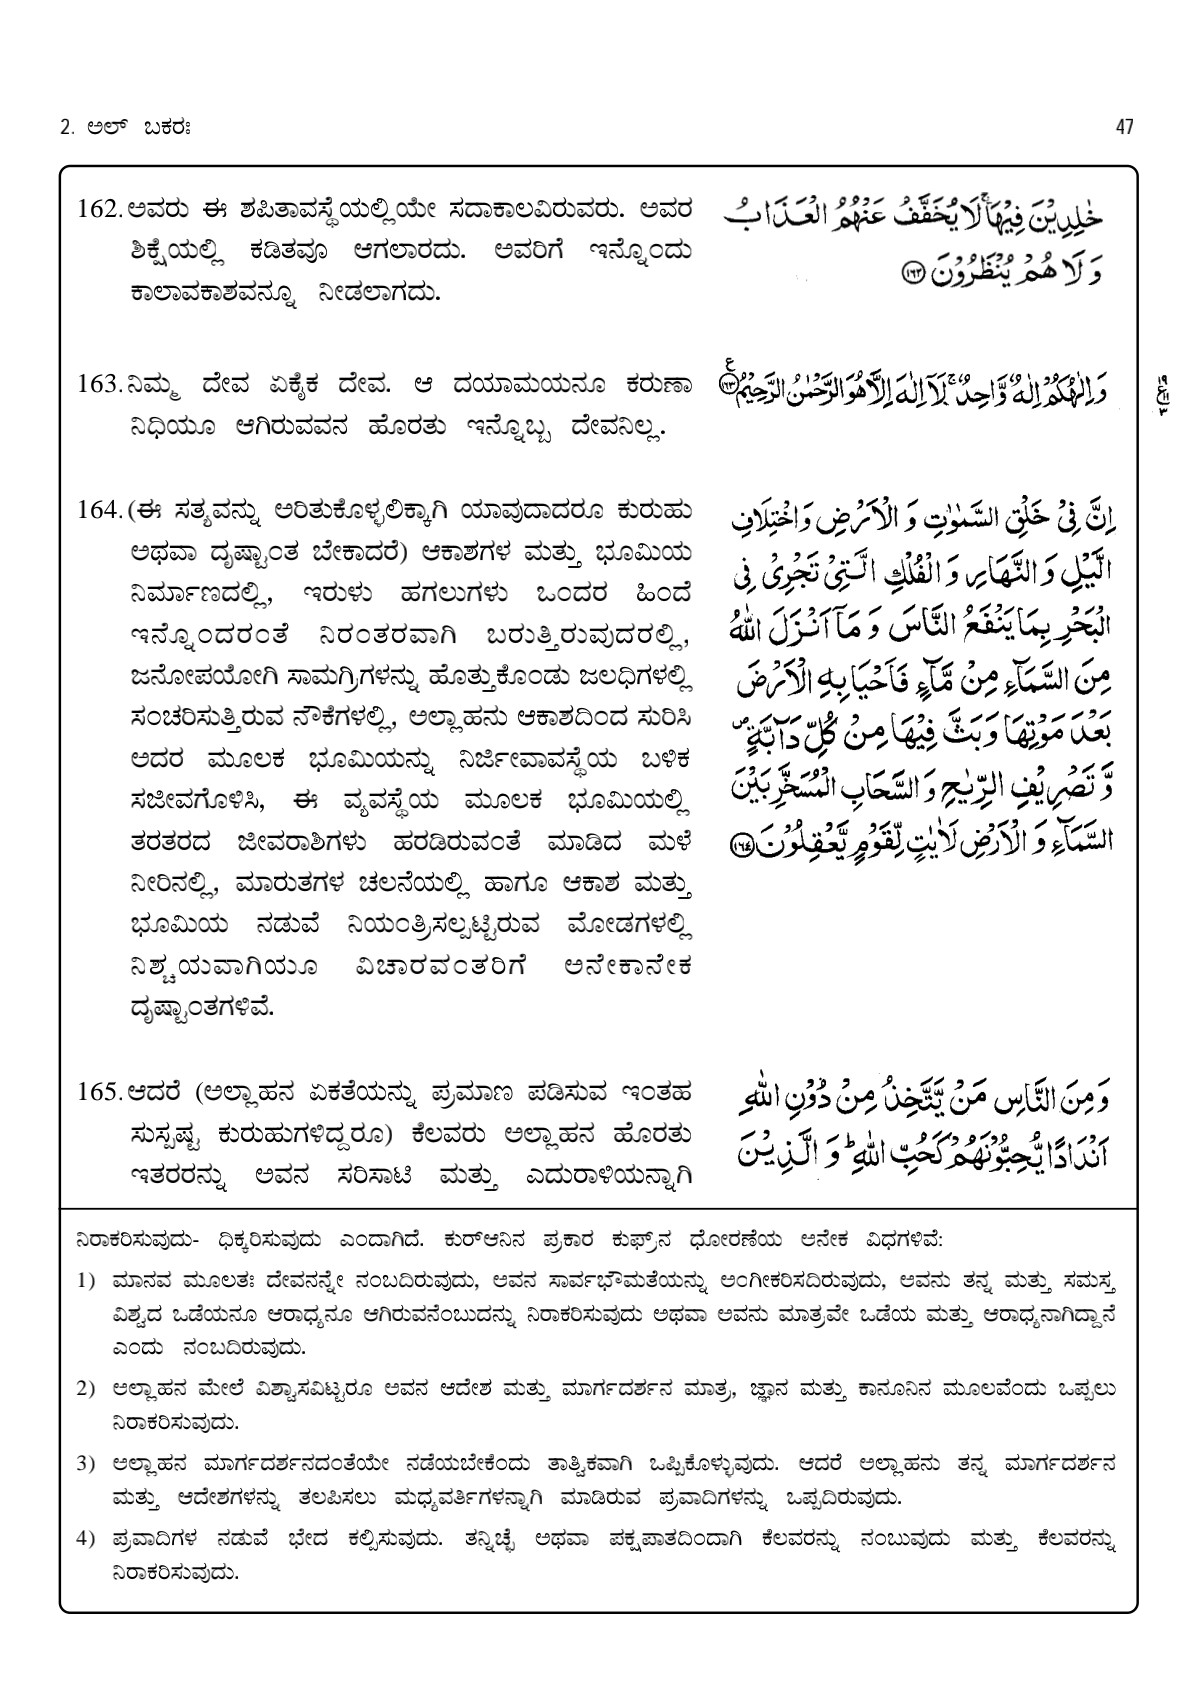 2. ಅಲ್ ಬಕರಃ
47
162. ಅವರು ಈ ಶಪಿತಾವಸ್ಥೆಯಲ್ಲಿಯೇ ಸದಾಕಾಲವಿರುವರು. ಅವರ
ಶಿಕ್ಷೆಯಲ್ಲಿ ಕಡಿತವೂ ಆಗಲಾರದು. ಅವರಿಗೆ ಇನ್ನೊಂದು
ಕಾಲಾವಕಾಶವನ್ನೂ ನೀಡಲಾಗದು.
خٰلِدِيْنَ فِيْهَا ۚ لَا يُخَفَّفُ عَنْهُمُ الْعَذَابُ
وَلَا هُمْ يُنْظَرُوْنَ ﴿١٦٢﴾
163. ನಿಮ್ಮ ದೇವ ಏಕೈಕ ದೇವ. ಆ ದಯಾಮಯನೂ ಕರುಣಾ
ನಿಧಿಯೂ ಆಗಿರುವವನ ಹೊರತು ಇನ್ನೊಬ್ಬ ದೇವನಿಲ್ಲ.
وَاِلٰهُكُمْ اِلٰهٌ وَّاحِدٌ ۚ لَآ اِلٰهَ اِلَّا هُوَ الرَّحْمٰنُ الرَّحِيْمُ ﴿١٦٣﴾ ع
164. (ಈ ಸತ್ಯವನ್ನು ಅರಿತುಕೊಳ್ಳಲಿಕ್ಕಾಗಿ ಯಾವುದಾದರೂ ಕುರುಹು
ಅಥವಾ ದೃಷ್ಟಾಂತ ಬೇಕಾದರೆ) ಆಕಾಶಗಳ ಮತ್ತು ಭೂಮಿಯ
ನಿರ್ಮಾಣದಲ್ಲಿ, ಇರುಳು ಹಗಲುಗಳು ಒಂದರ ಹಿಂದೆ
ಇನ್ನೊಂದರಂತೆ ನಿರಂತರವಾಗಿ ಬರುತ್ತಿರುವುದರಲ್ಲಿ,
ಜನೋಪಯೋಗಿ ಸಾಮಗ್ರಿಗಳನ್ನು ಹೊತ್ತುಕೊಂಡು ಜಲಧಿಗಳಲ್ಲಿ
ಸಂಚರಿಸುತ್ತಿರುವ ನೌಕೆಗಳಲ್ಲಿ, ಅಲ್ಲಾಹನು ಆಕಾಶದಿಂದ ಸುರಿಸಿ
ಅದರ ಮೂಲಕ ಭೂಮಿಯನ್ನು ನಿರ್ಜೀವಾವಸ್ಥೆಯ ಬಳಿಕ
ಸಜೀವಗೊಳಿಸಿ, ಈ ವ್ಯವಸ್ಥೆಯ ಮೂಲಕ ಭೂಮಿಯಲ್ಲಿ
ತರತರದ ಜೀವರಾಶಿಗಳು ಹರಡಿರುವಂತೆ ಮಾಡಿದ ಮಳೆ
ನೀರಿನಲ್ಲಿ, ಮಾರುತಗಳ ಚಲನೆಯಲ್ಲಿ ಹಾಗೂ ಆಕಾಶ ಮತ್ತು
ಭೂಮಿಯ ನಡುವೆ ನಿಯಂತ್ರಿಸಲ್ಪಟ್ಟಿರುವ ಮೋಡಗಳಲ್ಲಿ
ನಿಶ್ಚಯವಾಗಿಯೂ ವಿಚಾರವಂತರಿಗೆ ಅನೇಕಾನೇಕ
ದೃಷ್ಟಾಂತಗಳಿವೆ.
اِنَّ فِيْ خَلْقِ السَّمٰوٰتِ وَ الْاَرْضِ وَاخْتِلَافِ
الَّيْلِ وَ النَّهَارِ وَ الْفُلْكِ الَّتِيْ تَجْرِيْ فِي
الْبَحْرِ بِمَا يَنْفَعُ النَّاسَ وَ مَآ اَنْزَلَ اللّٰهُ
مِنَ السَّمَآءِ مِنْ مَّآءٍ فَاَحْيَا بِهِ الْاَرْضَ
بَعْدَ مَوْتِهَا وَ بَثَّ فِيْهَا مِنْ كُلِّ دَآبَّةٍ ۖ
وَّ تَصْرِيْفِ الرِّيٰحِ وَ السَّحَابِ الْمُسَخَّرِ بَيْنَ
السَّمَآءِ وَ الْاَرْضِ لَاٰيٰتٍ لِّقَوْمٍ يَّعْقِلُوْنَ ﴿١٦٤﴾
165. ಆದರೆ (ಅಲ್ಲಾಹನ ಏಕತೆಯನ್ನು ಪ್ರಮಾಣ ಪಡಿಸುವ ಇಂತಹ
ಸುಸ್ಪಷ್ಟ ಕುರುಹುಗಳಿದ್ದರೂ) ಕೆಲವರು ಅಲ್ಲಾಹನ ಹೊರತು
ಇತರರನ್ನು ಅವನ ಸರಿಸಾಟಿ ಮತ್ತು ಎದುರಾಳಿಯನ್ನಾಗಿ
وَ مِنَ النَّاسِ مَنْ يَّتَّخِذُ مِنْ دُوْنِ اللّٰهِ
اَنْدَادًا يُّحِبُّوْنَهُمْ كَحُبِّ اللّٰهِ ؕ وَ الَّذِيْنَ
ನಿರಾಕರಿಸುವುದು- ಧಿಕ್ಕರಿಸುವುದು ಎಂದಾಗಿದೆ. ಕುರ್‌ಆನಿನ ಪ್ರಕಾರ ಕುಫ್ರ್‌ನ ಧೋರಣೆಯ ಅನೇಕ ವಿಧಗಳಿವೆ:
1) ಮಾನವ ಮೂಲತಃ ದೇವನನ್ನೇ ನಂಬದಿರುವುದು, ಅವನ ಸಾರ್ವಭೌಮತೆಯನ್ನು ಅಂಗೀಕರಿಸದಿರುವುದು, ಅವನು ತನ್ನ ಮತ್ತು ಸಮಸ್ತ
ವಿಶ್ವದ ಒಡೆಯನೂ ಆರಾಧ್ಯನೂ ಆಗಿರುವನೆಂಬುದನ್ನು ನಿರಾಕರಿಸುವುದು ಅಥವಾ ಅವನು ಮಾತ್ರವೇ ಒಡೆಯ ಮತ್ತು ಆರಾಧ್ಯನಾಗಿದ್ದಾನೆ
ಎಂದು ನಂಬದಿರುವುದು.
2) ಅಲ್ಲಾಹನ ಮೇಲೆ ವಿಶ್ವಾಸವಿಟ್ಟರೂ ಅವನ ಆದೇಶ ಮತ್ತು ಮಾರ್ಗದರ್ಶನ ಮಾತ್ರ, ಜ್ಞಾನ ಮತ್ತು ಕಾನೂನಿನ ಮೂಲವೆಂದು ಒಪ್ಪಲು
ನಿರಾಕರಿಸುವುದು.
3) ಅಲ್ಲಾಹನ ಮಾರ್ಗದರ್ಶನದಂತೆಯೇ ನಡೆಯಬೇಕೆಂದು ತಾತ್ವಿಕವಾಗಿ ಒಪ್ಪಿಕೊಳ್ಳುವುದು. ಆದರೆ ಅಲ್ಲಾಹನು ತನ್ನ ಮಾರ್ಗದರ್ಶನ
ಮತ್ತು ಆದೇಶಗಳನ್ನು ತಲಪಿಸಲು ಮಧ್ಯವರ್ತಿಗಳನ್ನಾಗಿ ಮಾಡಿರುವ ಪ್ರವಾದಿಗಳನ್ನು ಒಪ್ಪದಿರುವುದು.
4) ಪ್ರವಾದಿಗಳ ನಡುವೆ ಭೇದ ಕಲ್ಪಿಸುವುದು. ತನ್ನಿಚ್ಛೆ ಅಥವಾ ಪಕ್ಷಪಾತದಿಂದಾಗಿ ಕೆಲವರನ್ನು ನಂಬುವುದು ಮತ್ತು ಕೆಲವರನ್ನು
ನಿರಾಕರಿಸುವುದು.